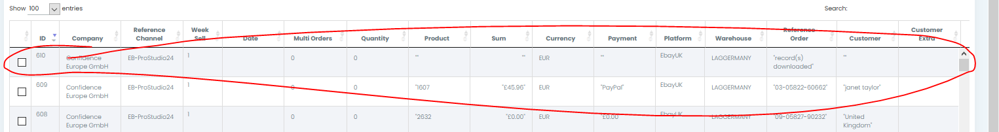 Show 100 entries Search:
ID Company Reference Channel Week Sell Date Multi Orders Quantity Product Sum Currency Payment Platform Warehouse Reference Order Customer Customer Extra
610 Confidence Europe GmbH EB-ProStudio24 1 0 0 "" "" EUR "" EbayUK LAGGERMANY "record(s) downloaded" ""
609 Confidence Europe GmbH EB-ProStudio24 1 0 0 "1607 "£45.96" EUR "PayPal" EbayUK LAGGERMANY "03-05822-60662" "janet taylor"
608 Confidence Europe GmbH EB-ProStudio24 1 0 0 "2632 "£0.00" EUR "£0.00 EbayUK LAGGERMANY "09-05827-90232" "United Kingdom"